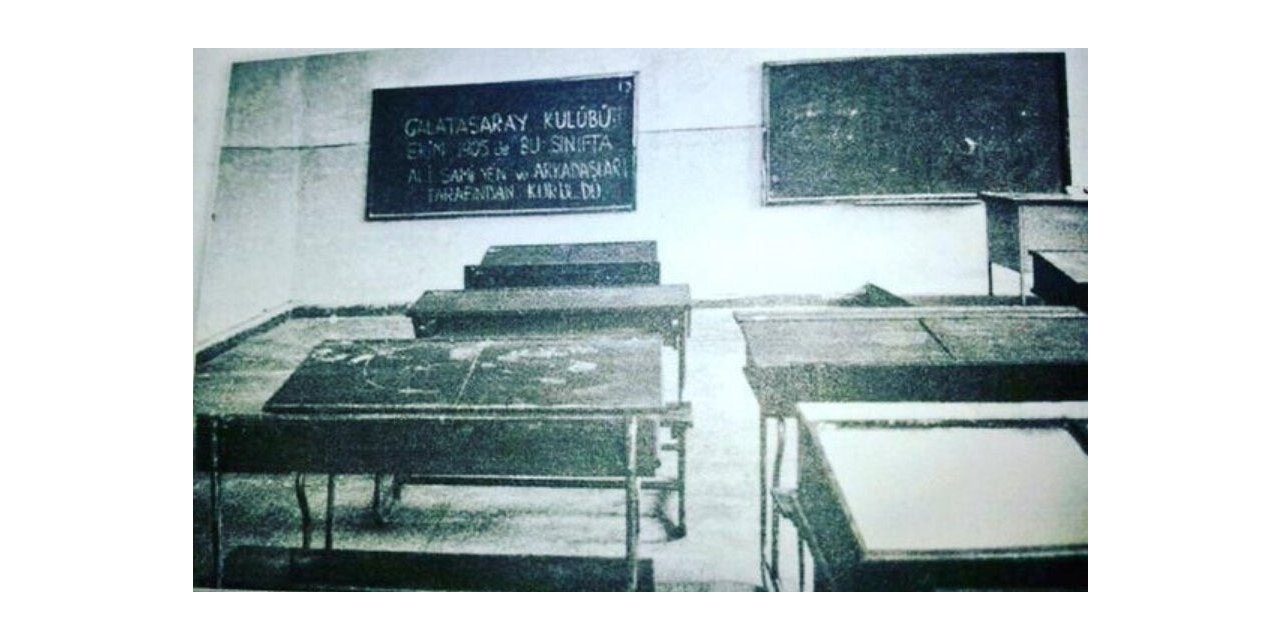 GALATASARAY KULÜBÜ
EKİM 1905 de BU SINIFTA
ALİ SAMİ YEN ve ARKADAŞLARI
TARAFINDAN KURULDU